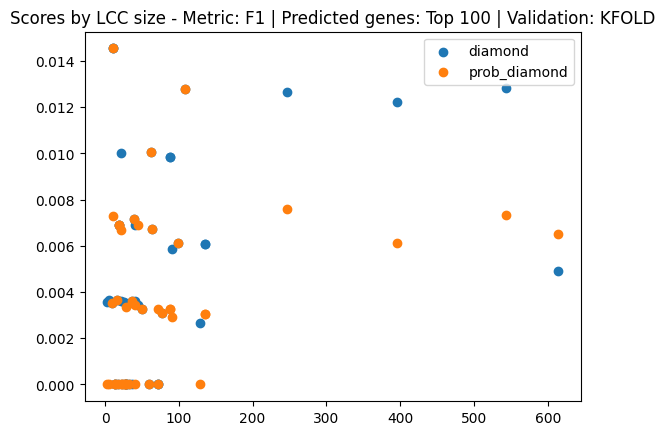 Scores by LCC size - Metric: F1 | Predicted genes: Top 100 | Validation: KFOLD
diamond
prob_diamond
0.014
0.012
0.010
0.008
0.006
0.004
0.002
0.000
0 100 200 300 400 500 600